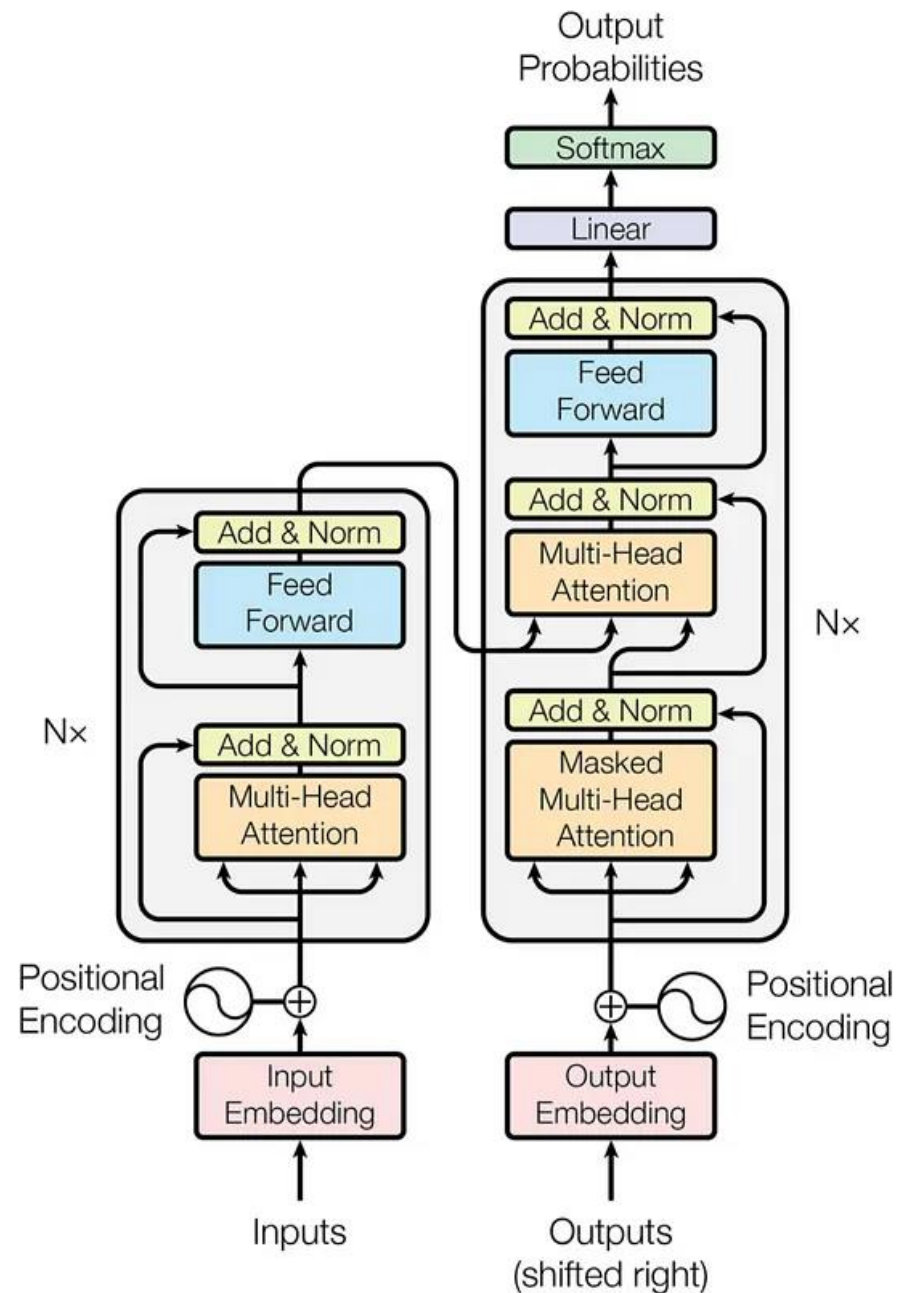 Output
Probabilities
Softmax
Linear
Add & Norm
Feed
Forward
Add & Norm
Multi-Head
Attention
Nx
Add & Norm
Masked
Multi-Head
Attention
Add & Norm
Feed
Forward
Nx
Add & Norm
Multi-Head
Attention
Positional
Encoding
Positional
Encoding
Input
Embedding
Output
Embedding
Inputs
Outputs
(shifted right)